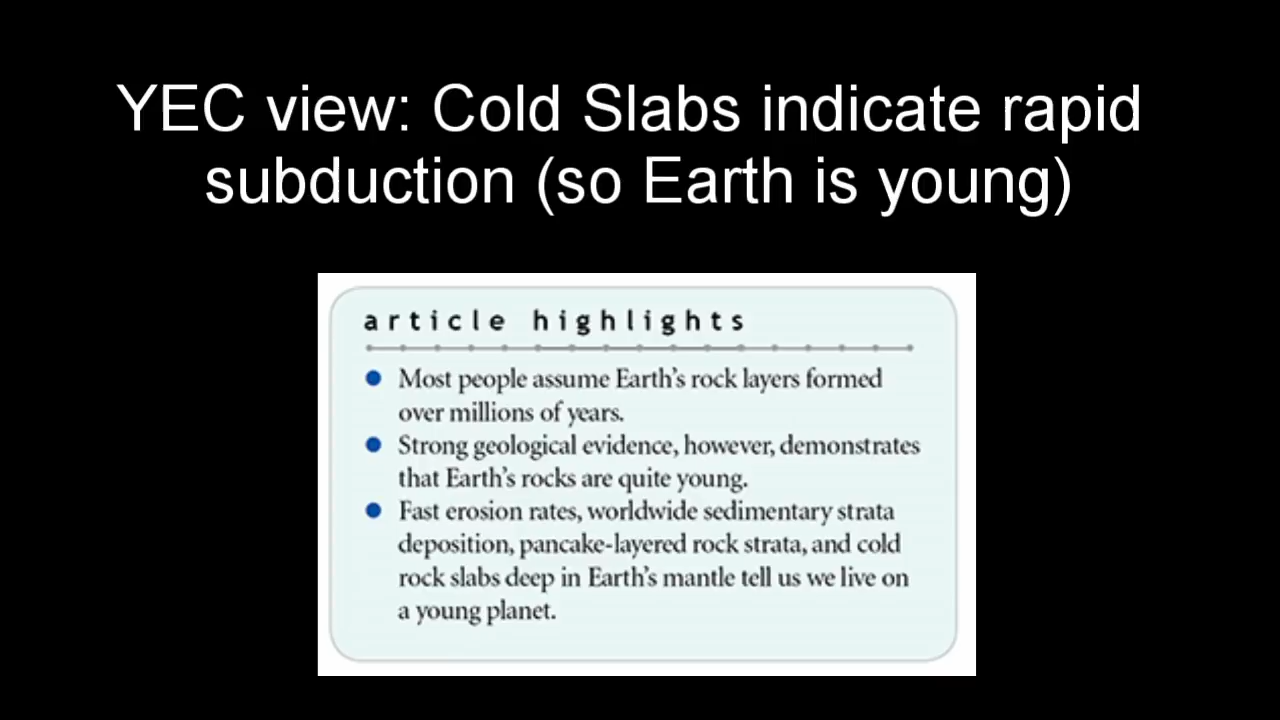 YEC view: Cold Slabs indicate rapid
subduction (so Earth is young)
article highlights
Most people assume Earth's rock layers formed
over millions of years.
Strong geological evidence, however, demonstrates
that Earth's rocks are quite young.
Fast erosion rates, worldwide sedimentary strata
deposition, pancake-layered rock strata, and cold
rock slabs deep in Earth's mantle tell us we live on
a young planet.